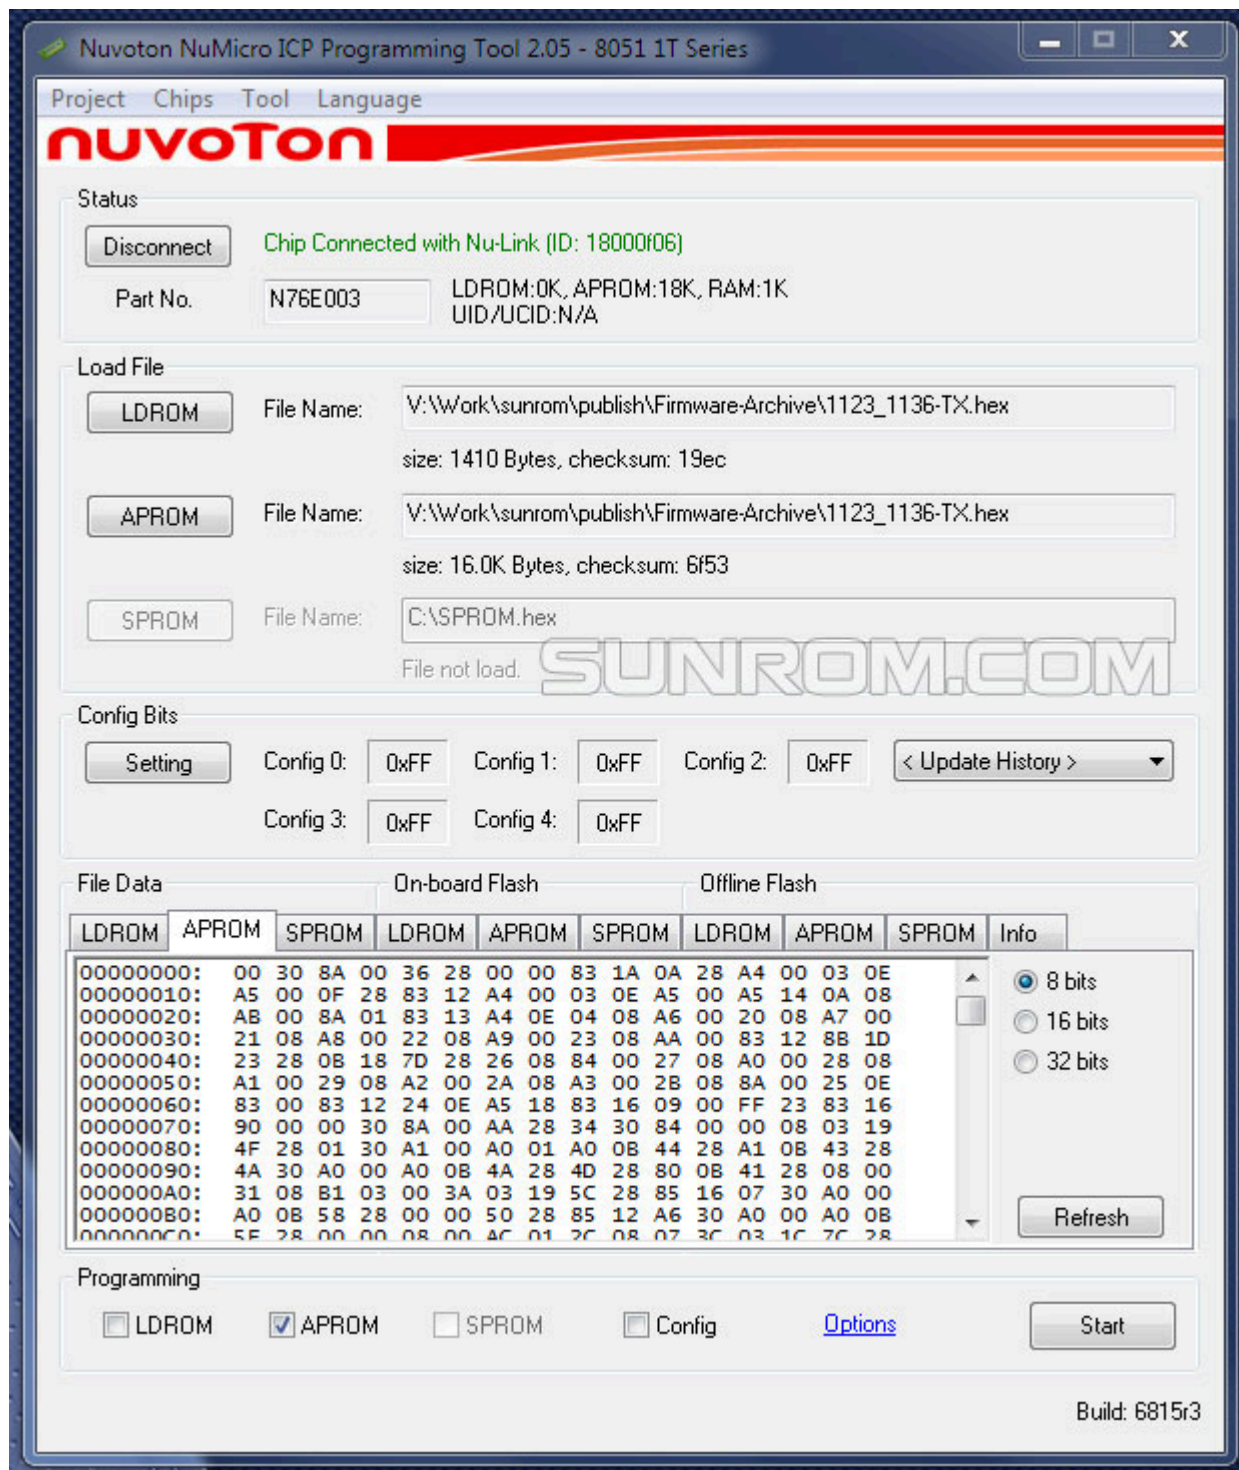 Nuvoton NuMicro ICP Programming Tool 2.05 - 8051 1T Series
Project Chips Tool Language
nuvoTon
Status
Disconnect Chip Connected with Nu-Link (ID: 18000f06)
Part No. N76E003 LDROM:0K, APROM:18K, RAM:1K
UID/UCID:N/A
Load File
LDROM File Name: V:\Work\sunrom\publish\Firmware-Archive\1123_1136-TX.hex
size: 1410 Bytes, checksum: 19ec
APROM File Name: V:\Work\sunrom\publish\Firmware-Archive\1123_1136-TX.hex
size: 16.0K Bytes, checksum: 6f53
SPROM File Name: C:\SPROM.hex
File not load.
SUNROM.COM
Config Bits
Setting Config 0: 0xFF Config 1: 0xFF Config 2: 0xFF < Update History >
Config 3: 0xFF Config 4: 0xFF
File Data On-board Flash Offline Flash
LDROM APROM SPROM LDROM APROM SPROM LDROM APROM SPROM Info
00000000: 00 30 8A 00 36 28 00 00 83 1A 0A 28 A4 00 03 0E
00000010: A5 00 0F 28 83 12 A4 00 03 0E A5 00 A5 14 0A 08
00000020: AB 00 8A 01 83 13 A4 0E 04 08 A6 00 20 08 A7 00
00000030: 21 08 A8 00 22 08 A9 00 23 08 AA 00 83 12 8B 1D
00000040: 23 28 0B 18 7D 28 26 08 84 00 27 08 A0 00 28 08
00000050: A1 00 29 08 A2 00 2A 08 A3 00 2B 08 8A 00 25 0E
00000060: 83 00 83 12 24 0E A5 18 83 16 09 00 FF 23 83 16
00000070: 90 00 00 30 8A 00 AA 28 34 30 84 00 00 08 03 19
00000080: 4F 28 01 30 A1 00 A0 01 A0 0B 44 28 A1 0B 43 28
00000090: 4A 30 A0 00 A0 0B 4A 28 4D 28 80 0B 41 28 08 00
000000A0: 31 08 B1 03 00 3A 03 19 5C 28 85 16 07 30 A0 00
000000B0: A0 0B 58 28 00 00 50 28 85 12 A6 30 A0 00 A0 0B
000000C0: 5E 28 00 00 08 00 AC 01 2C 08 07 3C 03 1C 7C 28
8 bits
16 bits
32 bits
Refresh
Programming
LDROM APROM SPROM Config Options Start
Build: 6815r3